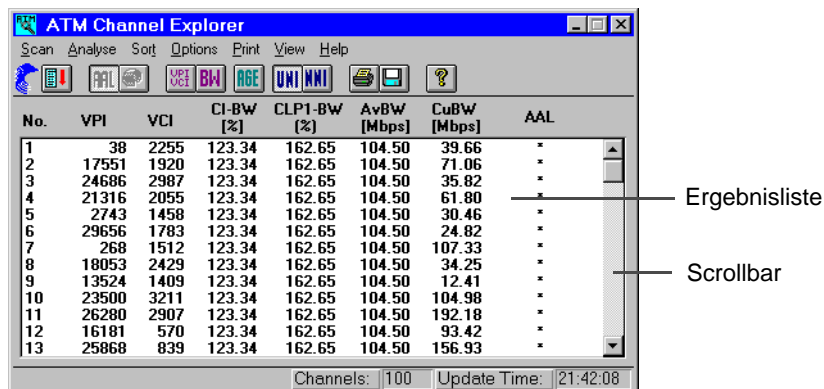 ATM Channel Explorer
Scan Analyse Sort Options Print View Help
AAL VPI VCI BW AGE UNI NNI ?
No. VPI VCI CI-BW [%] CLP1-BW (%) AvBW [Mbps] CuBW [Mbps] AAL
1 38 2255 123.34 162.65 104.50 39.66 *
2 17551 1920 123.34 162.65 104.50 71.06 *
3 24686 2987 123.34 162.65 104.50 35.82 *
4 21316 2055 123.34 162.65 104.50 61.80 *
5 2743 1458 123.34 162.65 104.50 30.46 *
6 29656 1783 123.34 162.65 104.50 24.82 *
7 268 1512 123.34 162.65 104.50 107.33 *
8 18053 2429 123.34 162.65 104.50 34.25 *
9 13524 1409 123.34 162.65 104.50 12.41 *
10 23500 3211 123.34 162.65 104.50 104.98 *
11 26280 2907 123.34 162.65 104.50 192.18 *
12 16181 570 123.34 162.65 104.50 93.42 *
13 25868 839 123.34 162.65 104.50 156.93 *
Ergebnisliste
Scrollbar
Channels: 100 Update Time: 21:42:08